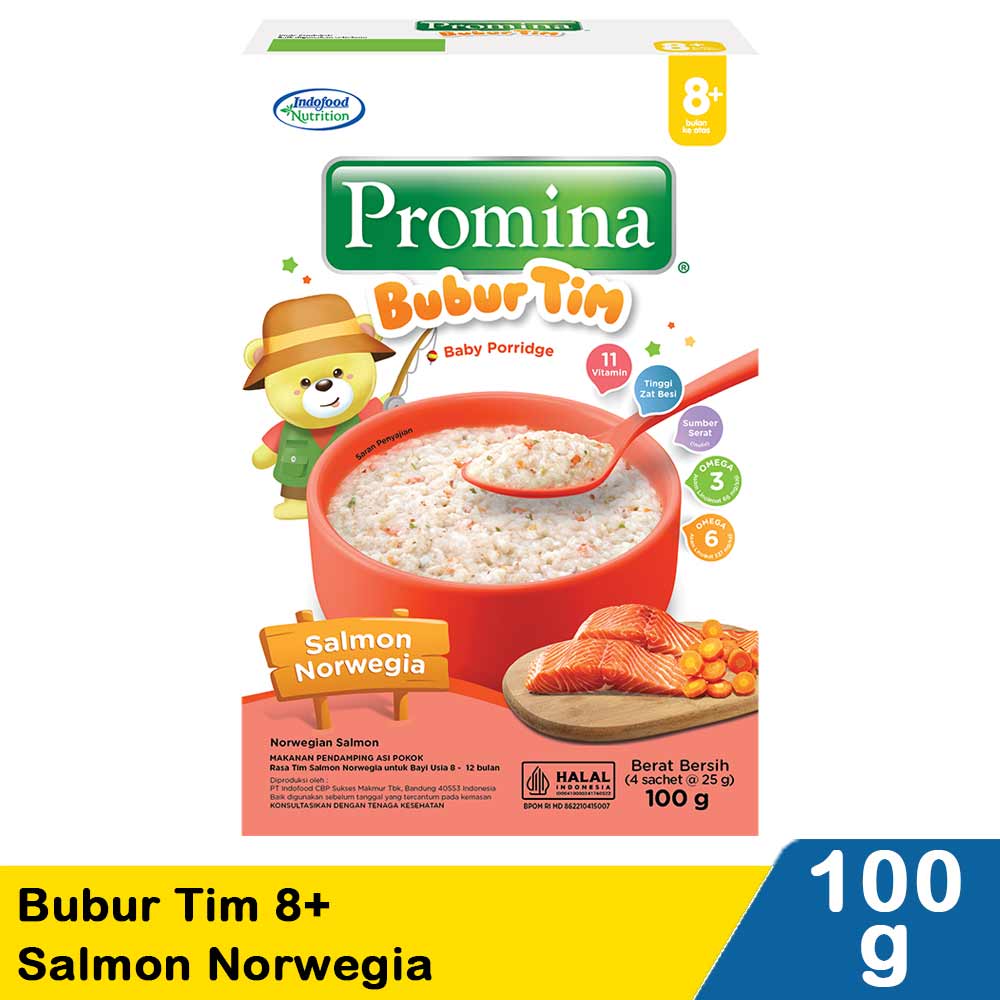 Promina
Bubur Tim
8+
Indofood
Nutrition
8+
bulan
ke atas
Promina
®
Bubur Tim
Baby Porridge
11
Vitamin
Tinggi
Zat Besi
Sumber
Serat
OMEGA
3
OMEGA
6
Saran Penyajian
Salmon
Norwegia
Norwegian Salmon
MAKANAN PENDAMPING ASI POKOK
Rasa Tim Salmon Norwegia untuk Bayi Usia 8 - 12 bulan
Diproduksi oleh :
PT Indofood CBP Sukses Makmur Tbk, Bandung 40553 Indonesia
Baik digunakan sebelum tanggal yang tercantum pada kemasan
KONSULTASIKAN DENGAN TENAGA KESEHATAN
HALAL
INDONESIA
BPOM RI MD 862210415007
Berat Bersih
(4 sachet @ 25 g)
100 g
Bubur Tim 8+
Salmon Norwegia
100
g